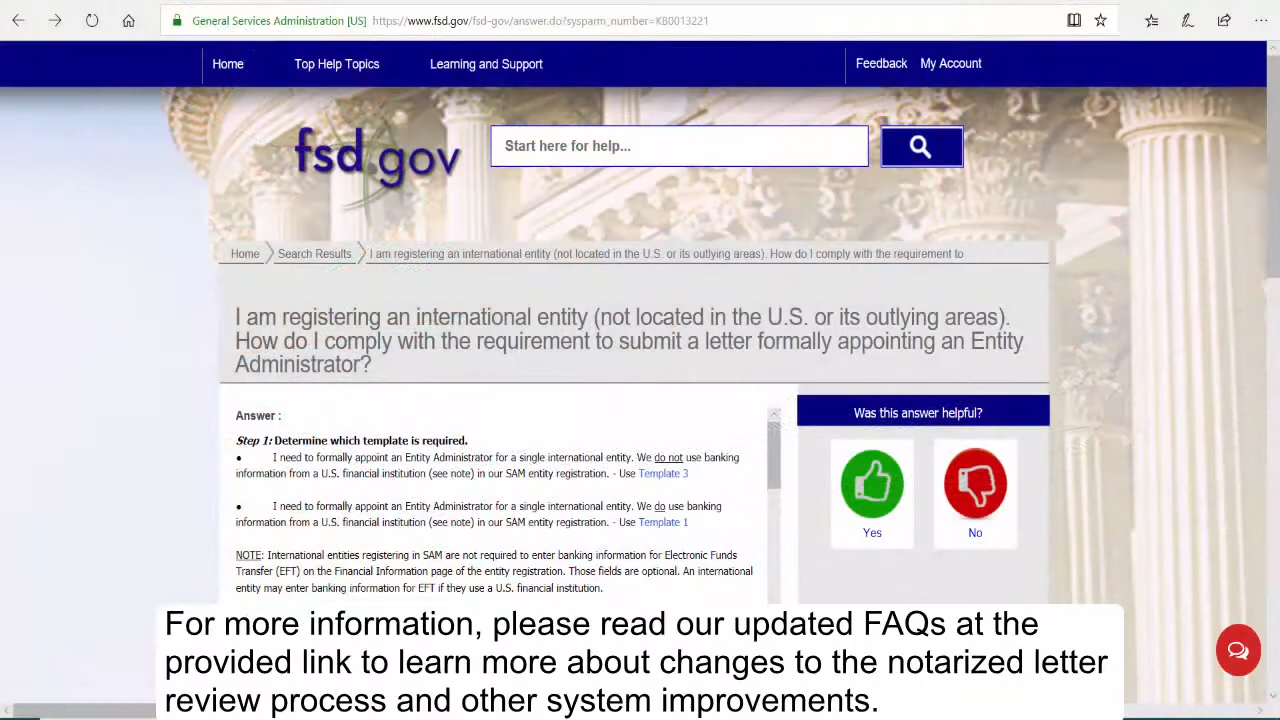 General Services Administration [US] https://www.fsd.gov/fsd-gov/answer.do?sysparm_number=KB0013221
Home Top Help Topics Learning and Support Feedback My Account
fsd.gov
Start here for help...
Home Search Results I am registering an international entity (not located in the U.S. or its outlying areas). How do I comply with the requirement to
I am registering an international entity (not located in the U.S. or its outlying areas).
How do I comply with the requirement to submit a letter formally appointing an Entity
Administrator?
Answer :
Step 1: Determine which template is required.
• I need to formally appoint an Entity Administrator for a single international entity. We do not use banking
information from a U.S. financial institution (see note) in our SAM entity registration. - Use Template 3
• I need to formally appoint an Entity Administrator for a single international entity. We do use banking
information from a U.S. financial institution (see note) in our SAM entity registration. - Use Template 1
NOTE: International entities registering in SAM are not required to enter banking information for Electronic Funds
Transfer (EFT) on the Financial Information page of the entity registration. Those fields are optional. An international
entity may enter banking information for EFT if they use a U.S. financial institution.
Was this answer helpful?
Yes No
For more information, please read our updated FAQs at the
provided link to learn more about changes to the notarized letter
review process and other system improvements.